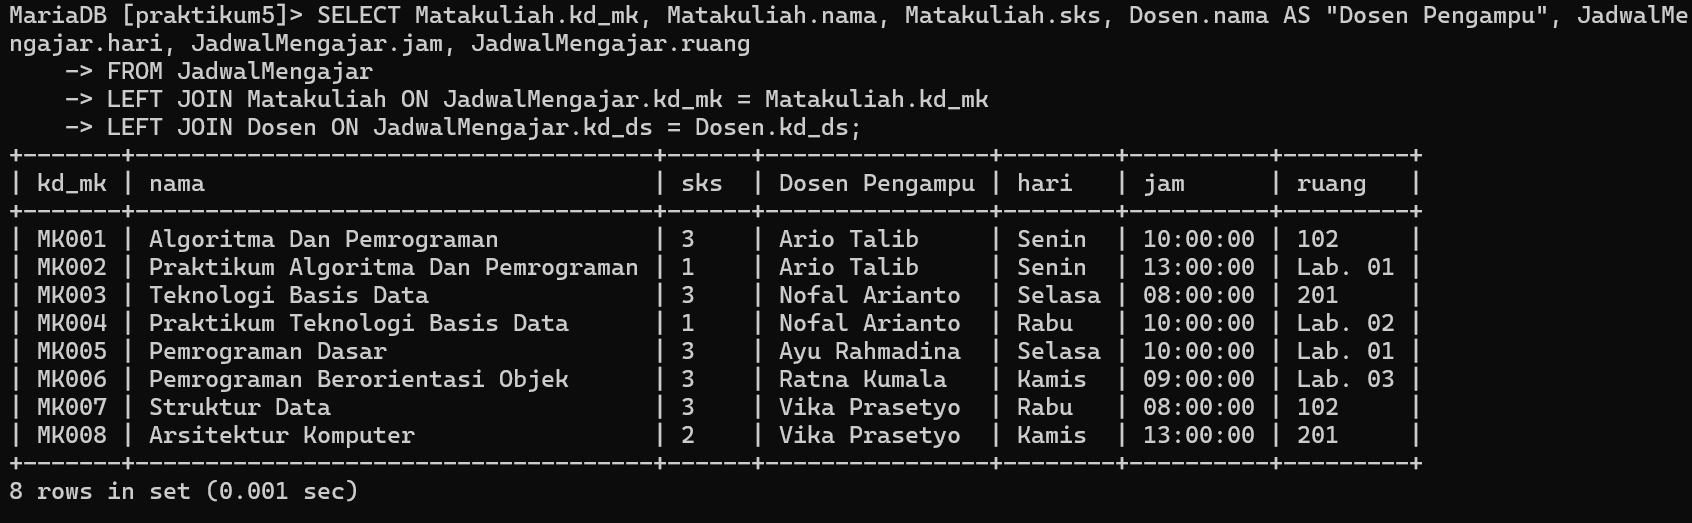 MariaDB [praktikum5]> SELECT Matakuliah.kd_mk, Matakuliah.nama, Matakuliah.sks, Dosen.nama AS "Dosen Pengampu", JadwalMe
ngajar.hari, JadwalMengajar.jam, JadwalMengajar.ruang
    -> FROM JadwalMengajar
    -> LEFT JOIN Matakuliah ON JadwalMengajar.kd_mk = Matakuliah.kd_mk
    -> LEFT JOIN Dosen ON JadwalMengajar.kd_ds = Dosen.kd_ds;
+-------+-------------------------------------+------+----------------+--------+----------+---------+
| kd_mk | nama                                | sks  | Dosen Pengampu | hari   | jam      | ruang   |
+-------+-------------------------------------+------+----------------+--------+----------+---------+
| MK001 | Algoritma Dan Pemrograman           | 3    | Ario Talib     | Senin  | 10:00:00 | 102     |
| MK002 | Praktikum Algoritma Dan Pemrograman | 1    | Ario Talib     | Senin  | 13:00:00 | Lab. 01 |
| MK003 | Teknologi Basis Data                | 3    | Nofal Arianto  | Selasa | 08:00:00 | 201     |
| MK004 | Praktikum Teknologi Basis Data      | 1    | Nofal Arianto  | Rabu   | 10:00:00 | Lab. 02 |
| MK005 | Pemrograman Dasar                   | 3    | Ayu Rahmadina  | Selasa | 10:00:00 | Lab. 01 |
| MK006 | Pemrograman Berorientasi Objek      | 3    | Ratna Kumala   | Kamis  | 09:00:00 | Lab. 03 |
| MK007 | Struktur Data                       | 3    | Vika Prasetyo  | Rabu   | 08:00:00 | 102     |
| MK008 | Arsitektur Komputer                 | 2    | Vika Prasetyo  | Kamis  | 13:00:00 | 201     |
+-------+-------------------------------------+------+----------------+--------+----------+---------+
8 rows in set (0.001 sec)